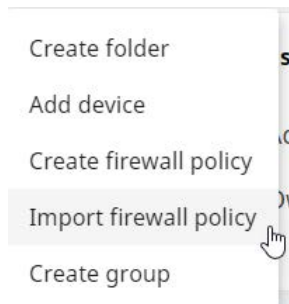 Create folder
Add device
Create firewall policy
Import firewall policy
Create group